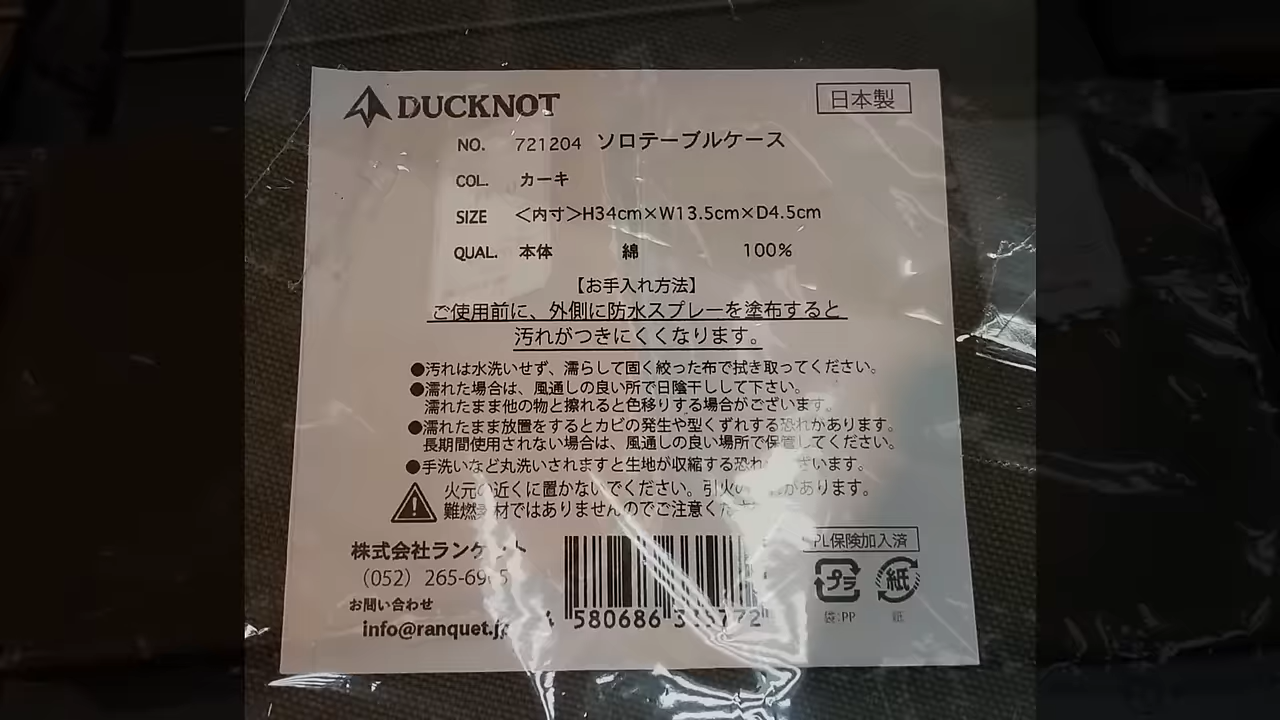 DUCKNOT
日本製
NO. 721204 ソロテーブルケース
COL. カーキ
SIZE ＜内寸＞H34cm×W13.5cm×D4.5cm
QUAL. 本体 綿 100%
【お手入れ方法】
ご使用前に、外側に防水スプレーを塗布すると
汚れがつきにくくなります。
●汚れは水洗いせず、濡らして固く絞った布で拭き取ってください。
●濡れた場合は、風通しの良い所で日陰干しして下さい。
濡れたまま他の物と擦れると色移りする場合がございます。
●濡れたまま放置をするとカビの発生や型くずれする恐れがあります。
長期間使用されない場合は、風通しの良い場所で保管してください。
●手洗いなど丸洗いされますと生地が収縮する恐れ ざいます。
火元の近くに置かないでください。引火の があります。
難燃素材ではありませんのでご注意くだ
株式会社ランケット
PL保険加入済
（052）265-69
お問い合わせ
info@ranquet.jp
580686
プラ
紙
袋:PP
紙